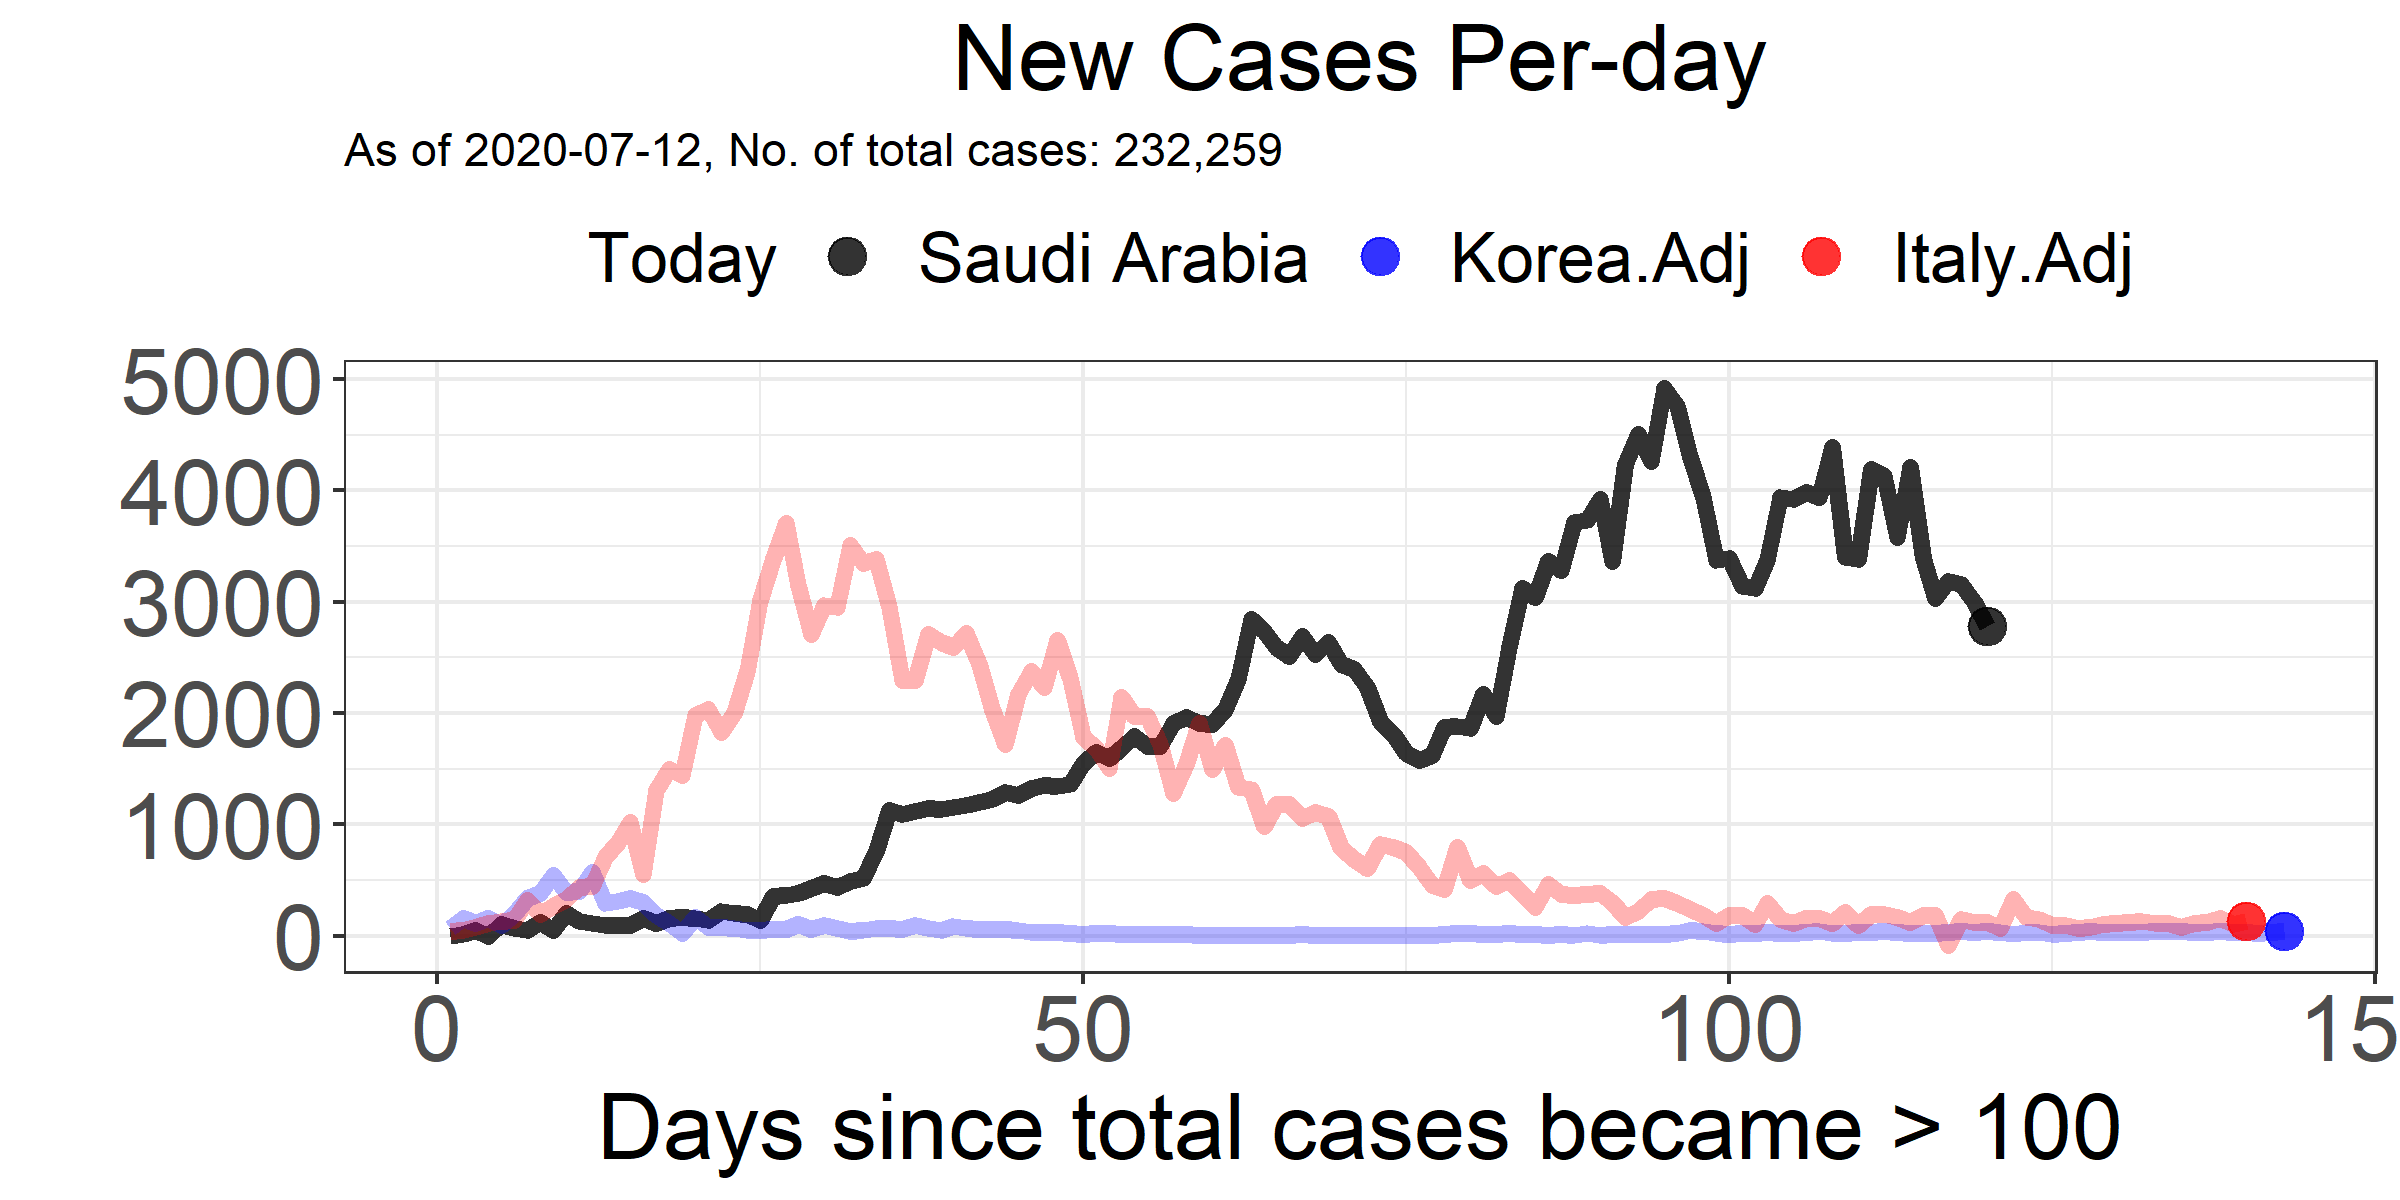 New Cases Per-day
As of 2020-07-12, No. of total cases: 232,259
Today Saudi Arabia Korea.Adj Italy.Adj
5000
4000
3000
2000
1000
0
0 50 100 15
Days since total cases became > 100